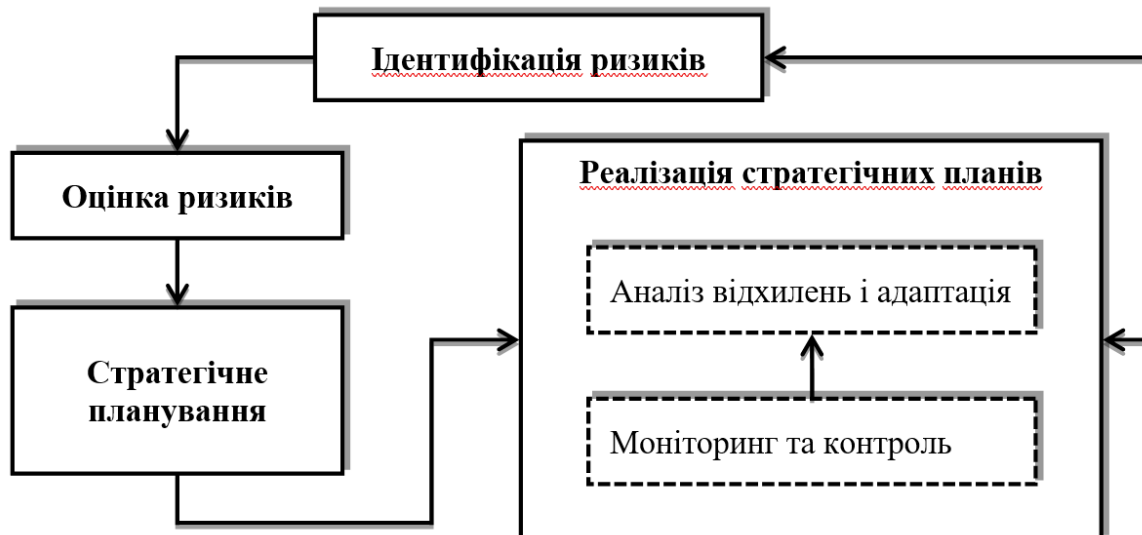 Ідентифікація ризиків
Оцінка ризиків
Стратегічне
планування
Реалізація стратегічних планів
Аналіз відхилень і адаптація
Моніторинг та контроль